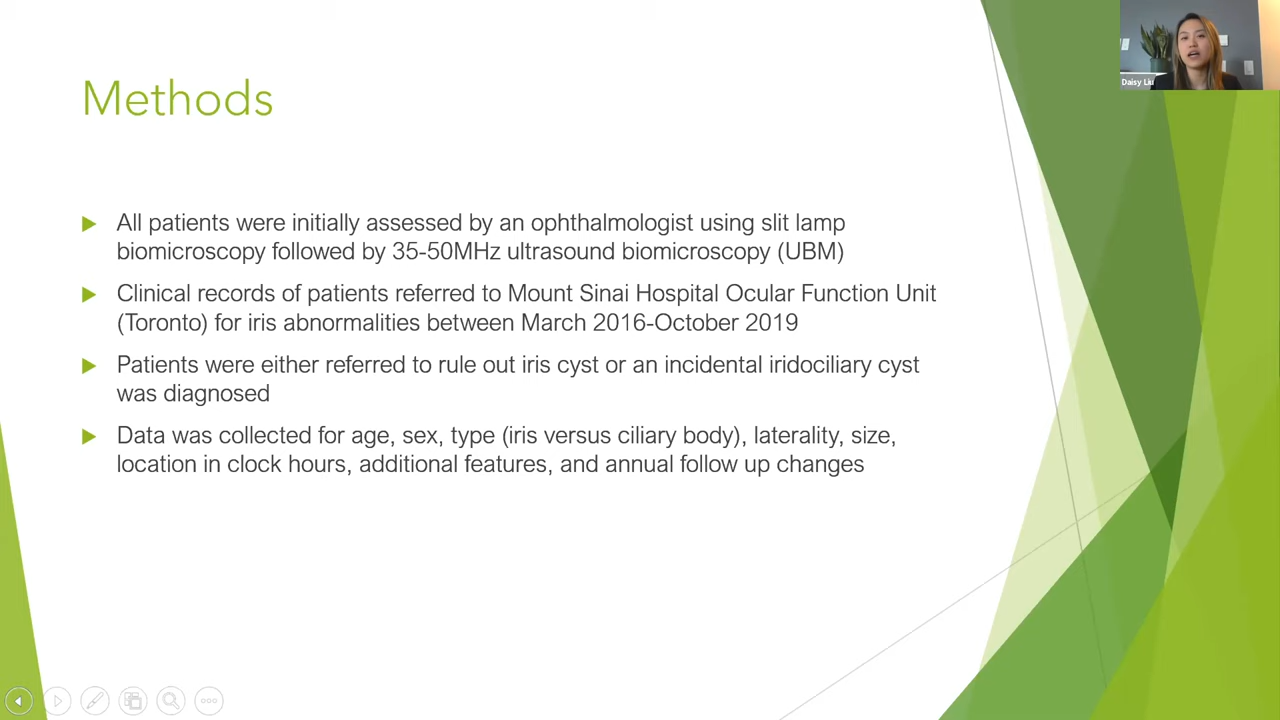 Daisy Liu
Methods
All patients were initially assessed by an ophthalmologist using slit lamp
biomicroscopy followed by 35-50MHz ultrasound biomicroscopy (UBM)
Clinical records of patients referred to Mount Sinai Hospital Ocular Function Unit
(Toronto) for iris abnormalities between March 2016-October 2019
Patients were either referred to rule out iris cyst or an incidental iridociliary cyst
was diagnosed
Data was collected for age, sex, type (iris versus ciliary body), laterality, size,
location in clock hours, additional features, and annual follow up changes